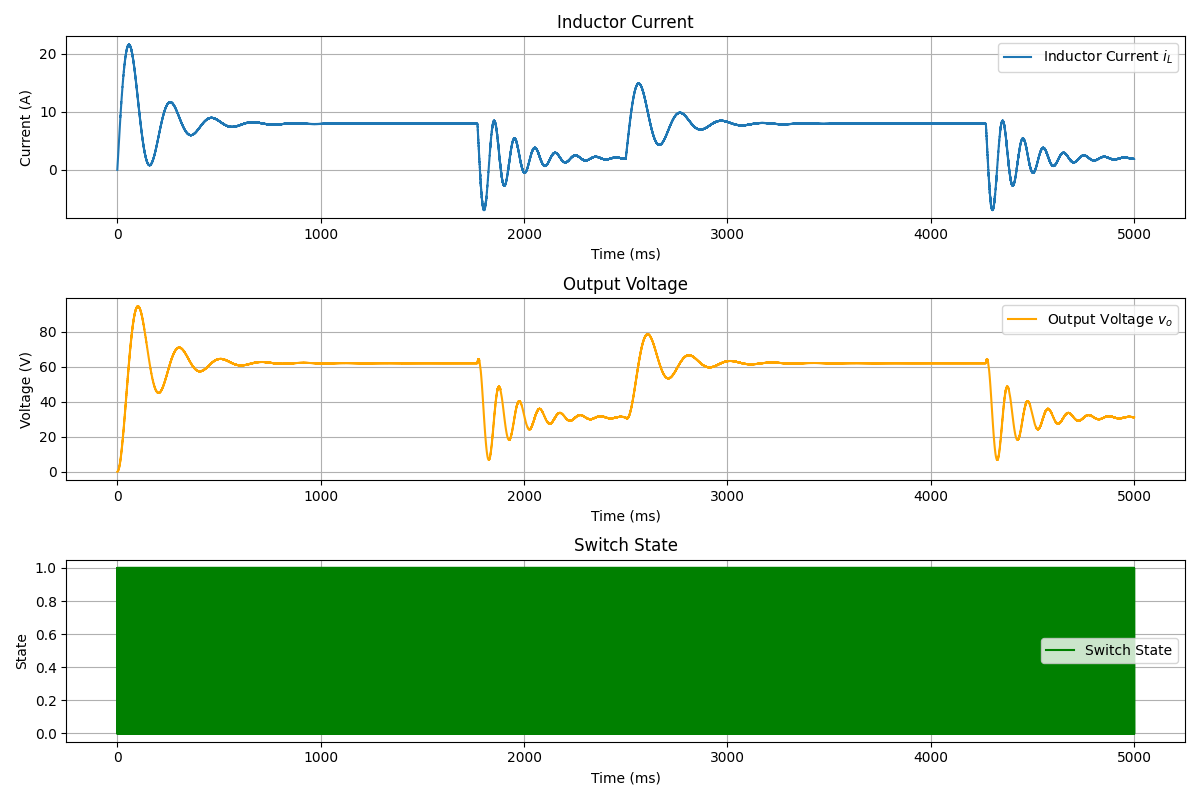 Inductor Current
20
10
0
Current (A)
Inductor Current i_L
0 1000 2000 3000 4000 5000
Time (ms)
Output Voltage
80
60
40
20
0
Voltage (V)
Output Voltage v_o
0 1000 2000 3000 4000 5000
Time (ms)
Switch State
1.0
0.8
0.6
0.4
0.2
0.0
State
Switch State
0 1000 2000 3000 4000 5000
Time (ms)